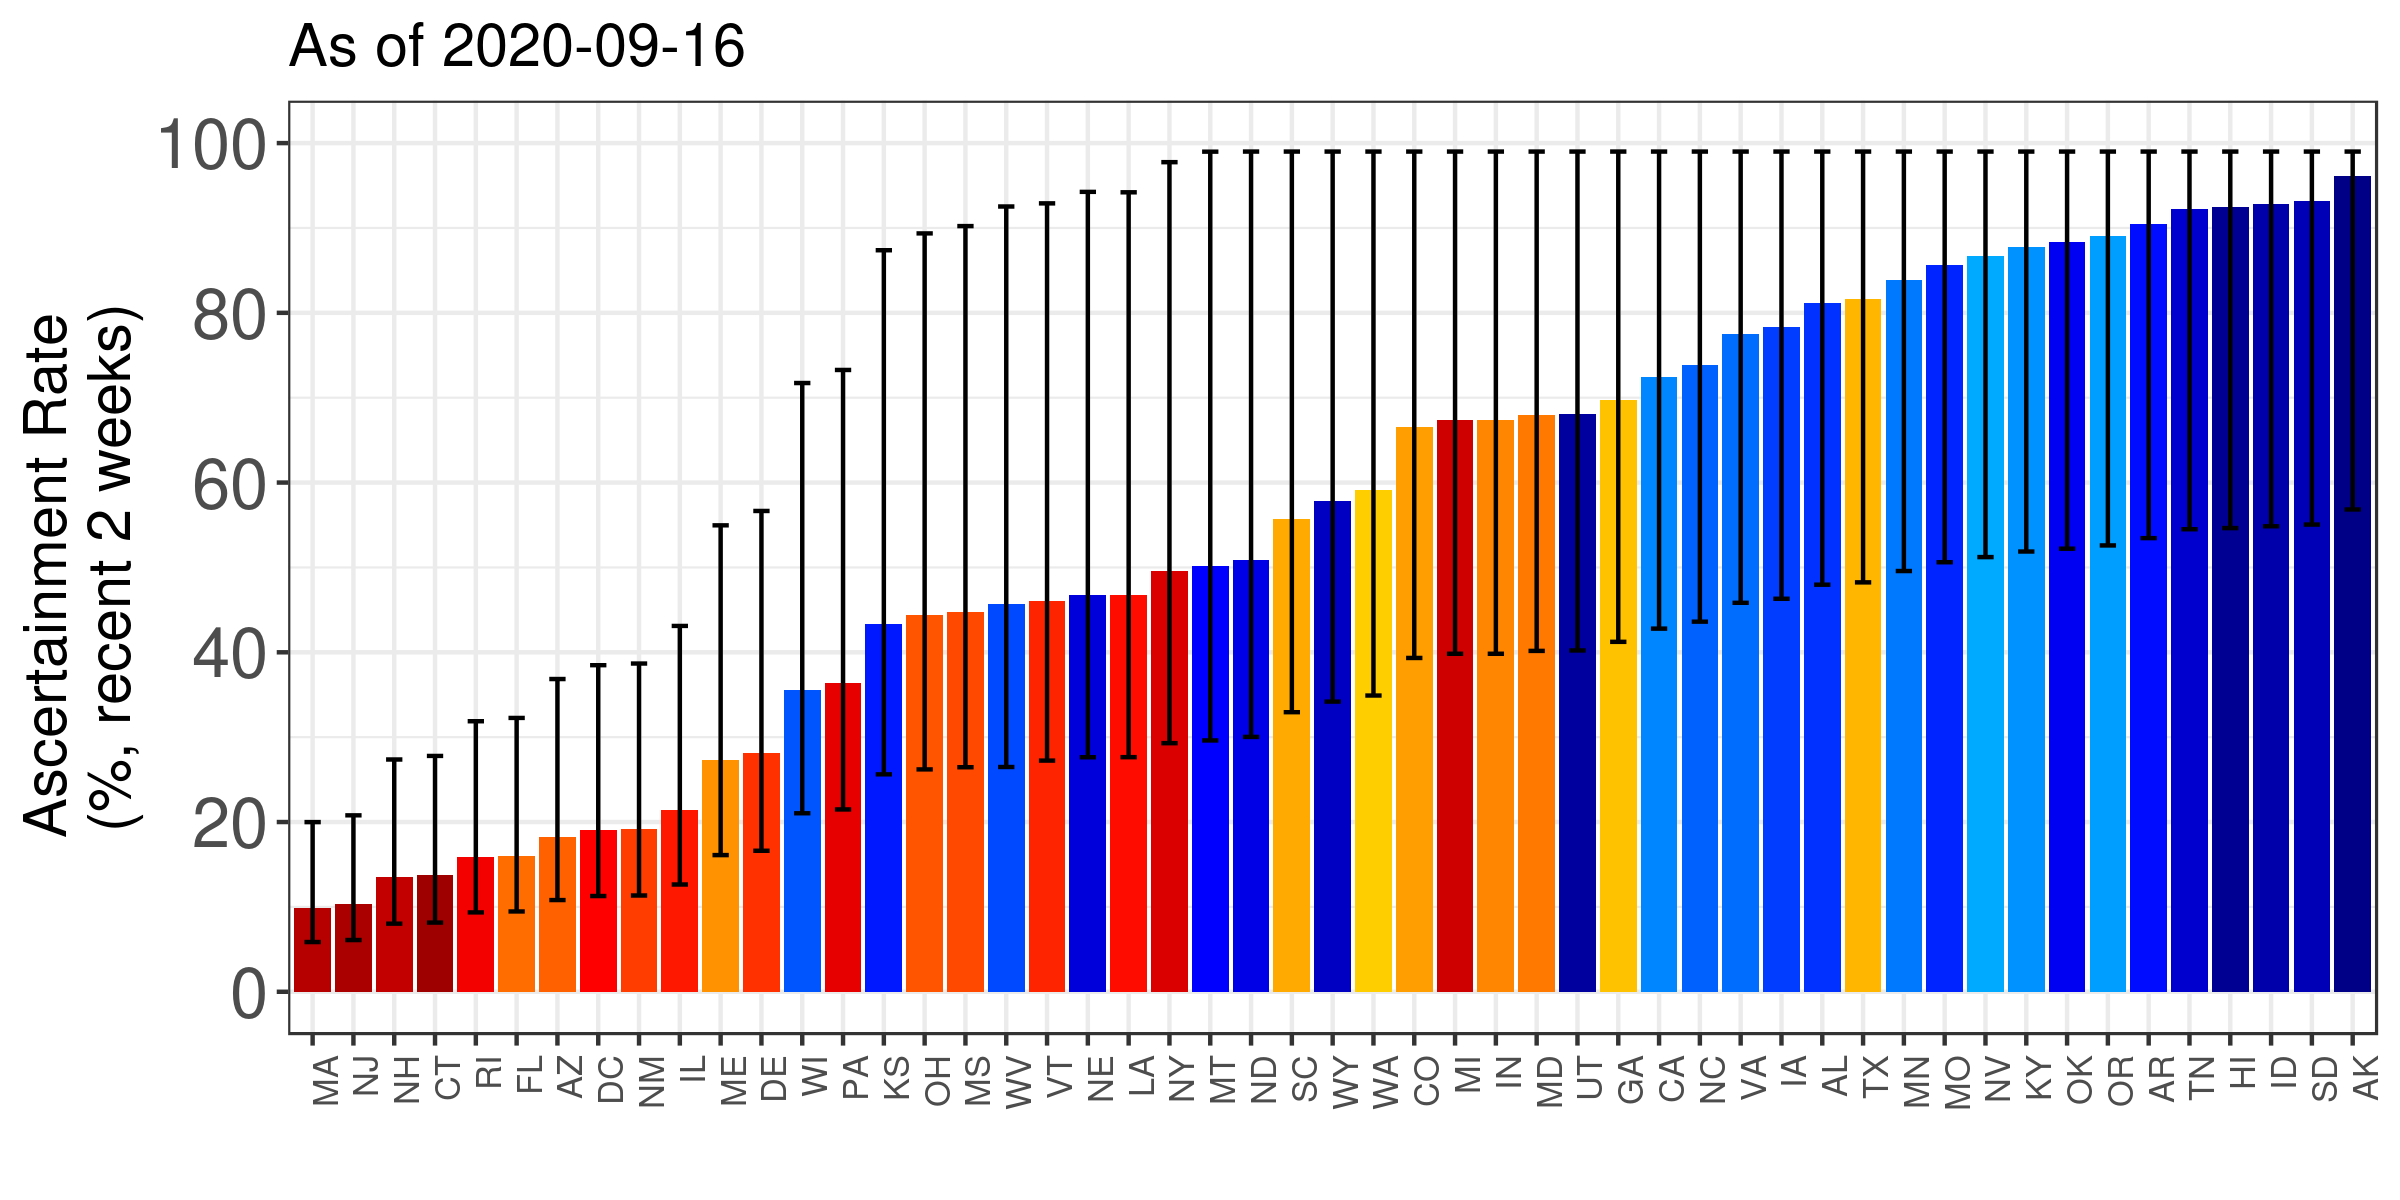 As of 2020-09-16
Ascertainment Rate
(%, recent 2 weeks)
100
80
60
40
20
0
MA NJ NH CT RI FL AZ DC NM IL ME DE WI PA KS OH MS WV VT NE LA NY MT ND SC WY WA CO MI IN MD UT GA CA NC VA IA AL TX MN MO NV KY OK OR AR TN HI ID SD AK